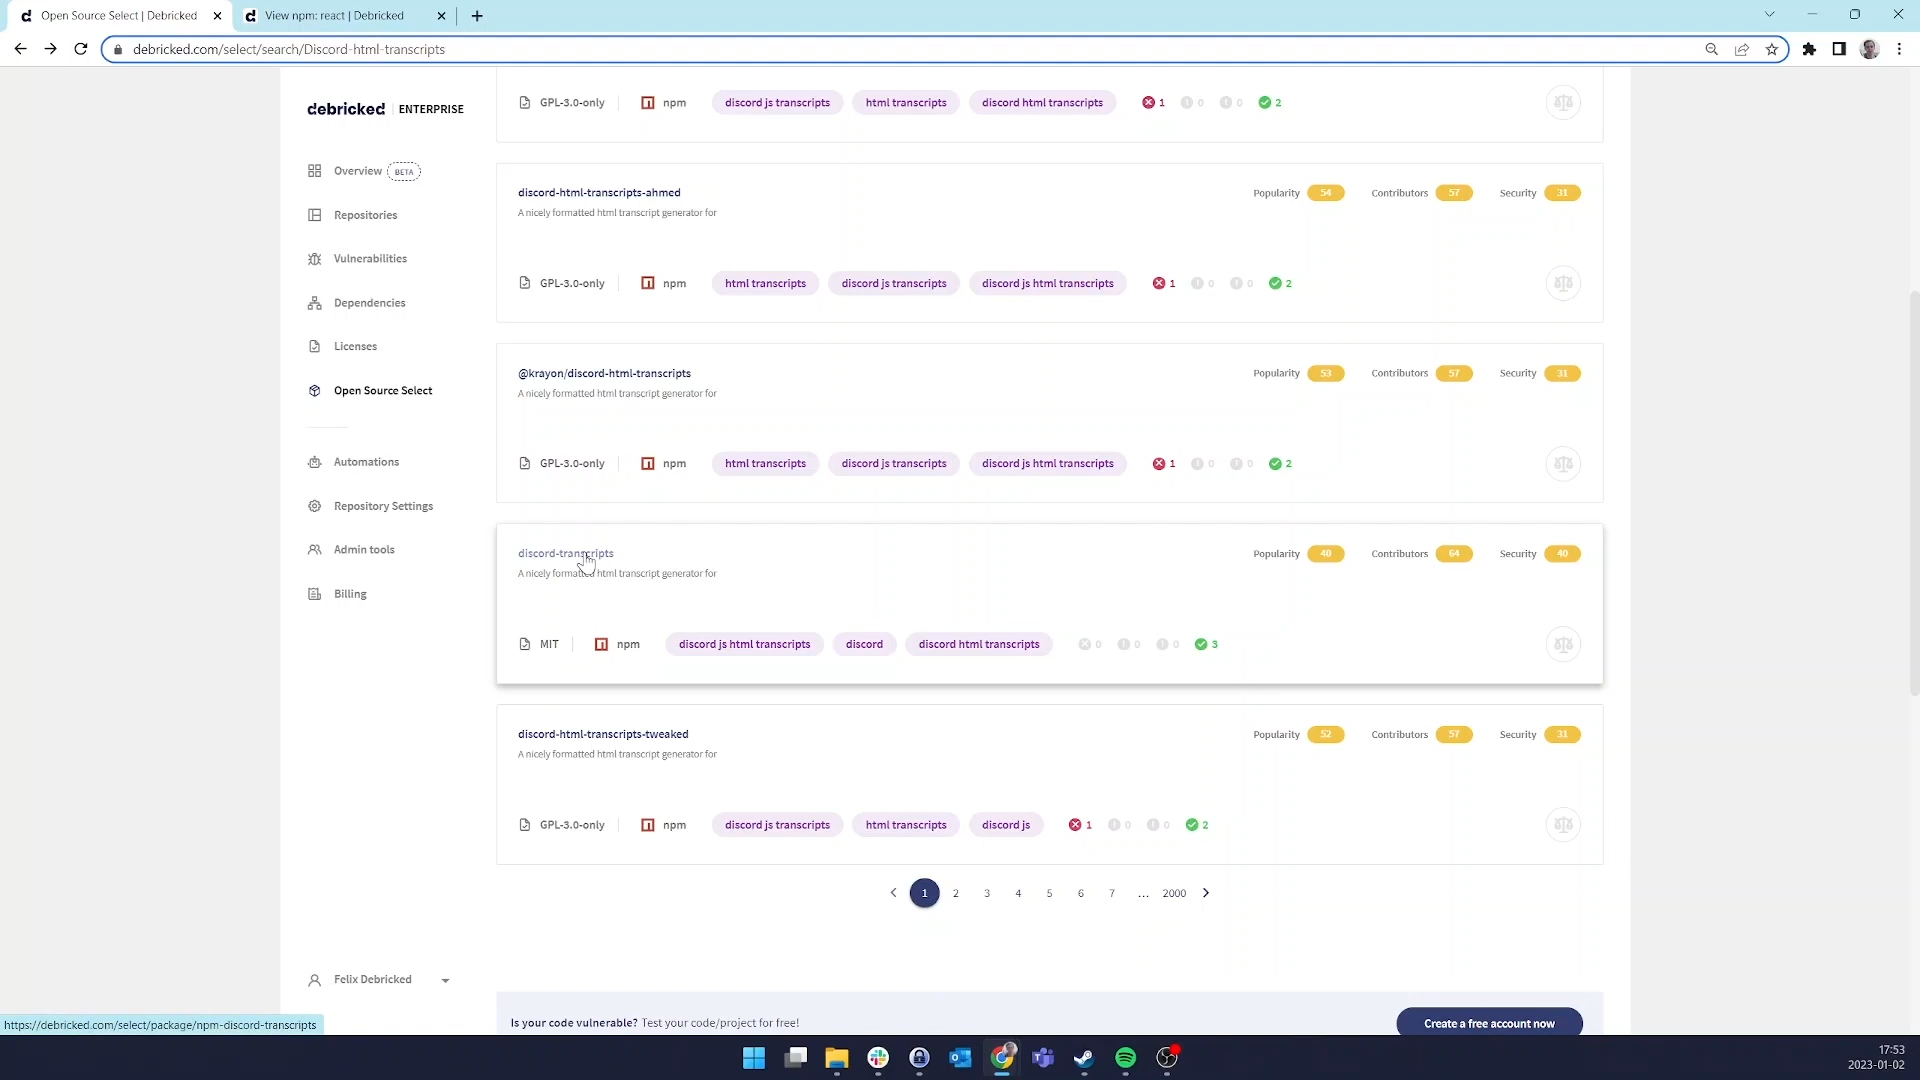 Open Source Select | Debricked
View npm: react | Debricked
debricked.com/select/search/Discord-html-transcripts
debricked ENTERPRISE
Overview BETA
Repositories
Vulnerabilities
Dependencies
Licenses
Open Source Select
Automations
Repository Settings
Admin tools
Billing
Felix Debricked
GPL-3.0-only npm discord js transcripts html transcripts discord html transcripts 1 0 0 2
discord-html-transcripts-ahmed Popularity 54 Contributors 57 Security 31
A nicely formatted html transcript generator for
GPL-3.0-only npm html transcripts discord js transcripts discord js html transcripts 1 0 0 2
@krayon/discord-html-transcripts Popularity 53 Contributors 57 Security 31
A nicely formatted html transcript generator for
GPL-3.0-only npm html transcripts discord js transcripts discord js html transcripts 1 0 0 2
discord-transcripts Popularity 40 Contributors 64 Security 40
A nicely formatted html transcript generator for
MIT npm discord js html transcripts discord discord html transcripts 0 0 0 3
discord-html-transcripts-tweaked Popularity 52 Contributors 57 Security 31
A nicely formatted html transcript generator for
GPL-3.0-only npm discord js transcripts html transcripts discord js 1 0 0 2
1 2 3 4 5 6 7 ... 2000
Is your code vulnerable? Test your code/project for free! Create a free account now
https://debricked.com/select/package/npm-discord-transcripts
17:53
2023-01-02